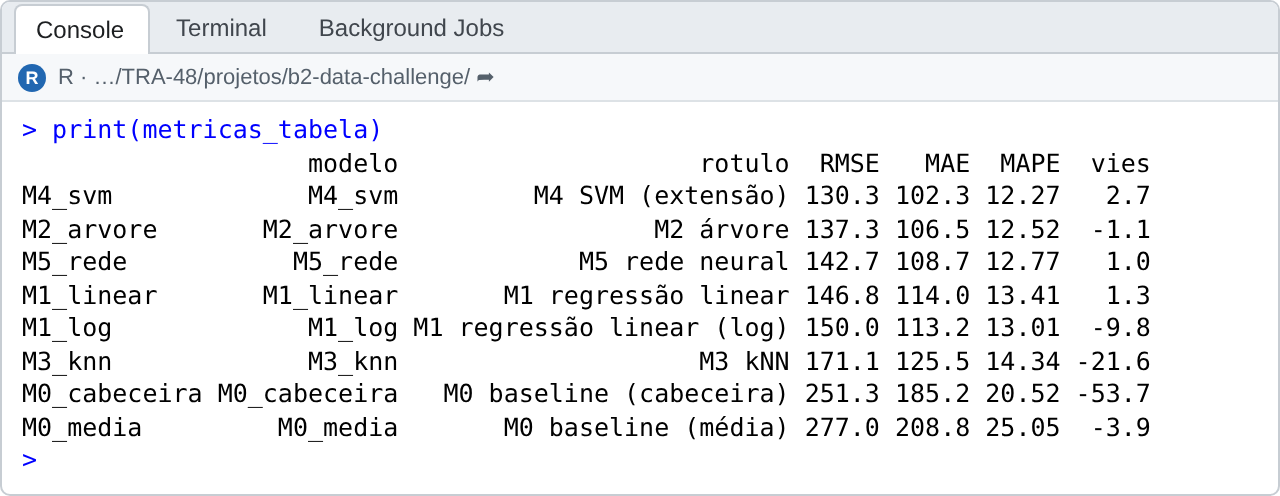 Console Terminal Background Jobs
R R · …/TRA-48/projetos/b2-data-challenge/ ➦
> print(metricas_tabela)
modelo rotulo RMSE MAE MAPE vies
M4_svm M4_svm M4 SVM (extensão) 130.3 102.3 12.27 2.7
M2_arvore M2_arvore M2 árvore 137.3 106.5 12.52 -1.1
M5_rede M5_rede M5 rede neural 142.7 108.7 12.77 1.0
M1_linear M1_linear M1 regressão linear 146.8 114.0 13.41 1.3
M1_log M1_log M1 regressão linear (log) 150.0 113.2 13.01 -9.8
M3_knn M3_knn M3 kNN 171.1 125.5 14.34 -21.6
M0_cabeceira M0_cabeceira M0 baseline (cabeceira) 251.3 185.2 20.52 -53.7
M0_media M0_media M0 baseline (média) 277.0 208.8 25.05 -3.9
>